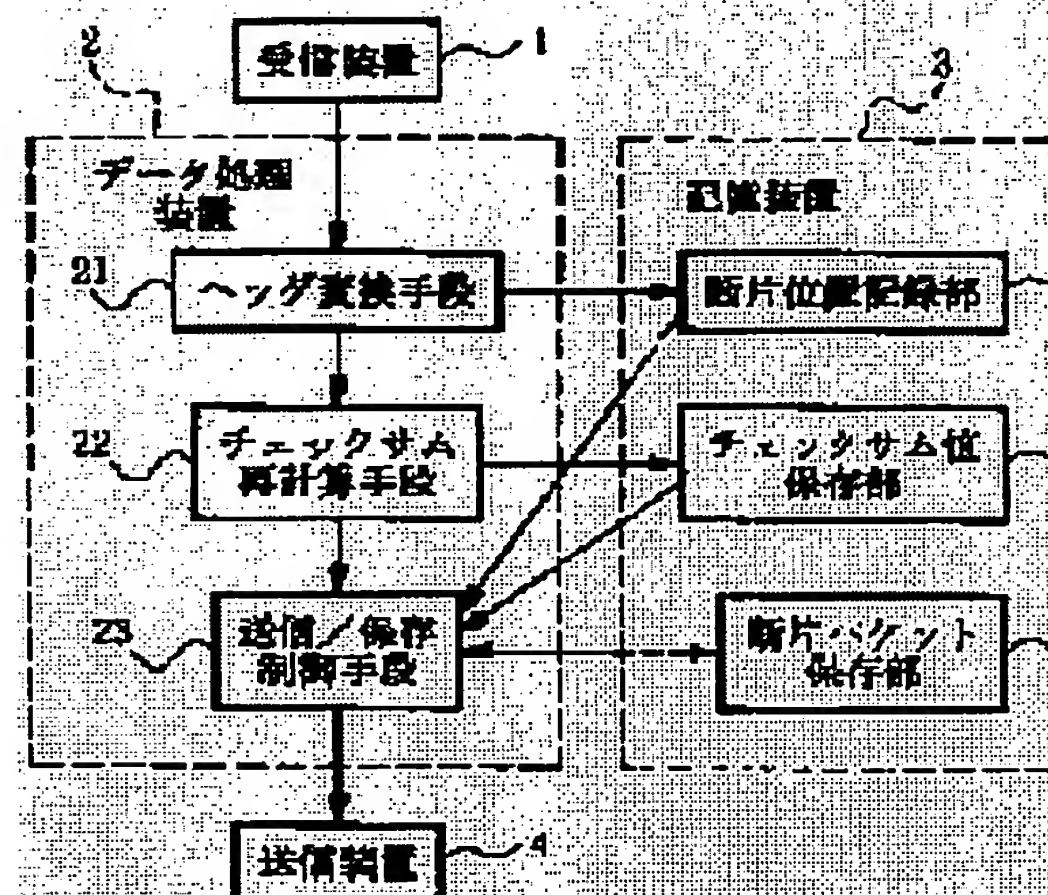 受信装置
1
2
3
データ処理
装置
記憶装置
21
ヘッダ変換手段
断片位置記録部
22
チェックサム
再計算手段
チェックサム値
保存部
23
送信／保存
制御手段
断片パケット
保存部
送信装置
4